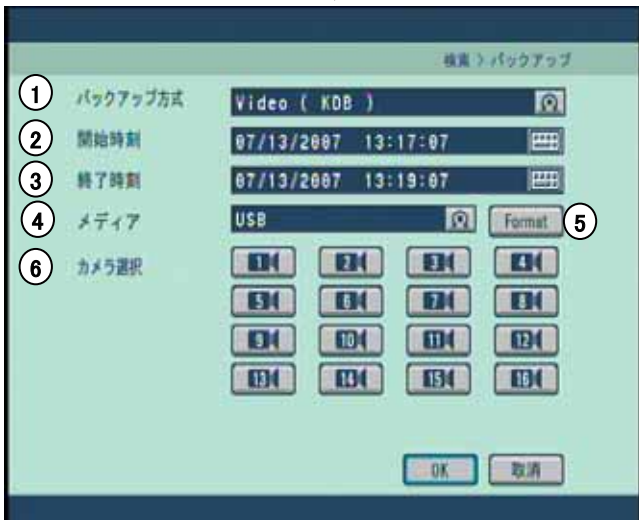 検索 > バックアップ
1 バックアップ方式 Video ( KDB )
2 開始時刻 07/13/2007 13:17:07
3 終了時刻 07/13/2007 13:19:07
4 メディア USB Format 5
6 カメラ選択 1 2 3 4
5 6 7 8
9 10 11 12
13 14 15 16
OK 取消